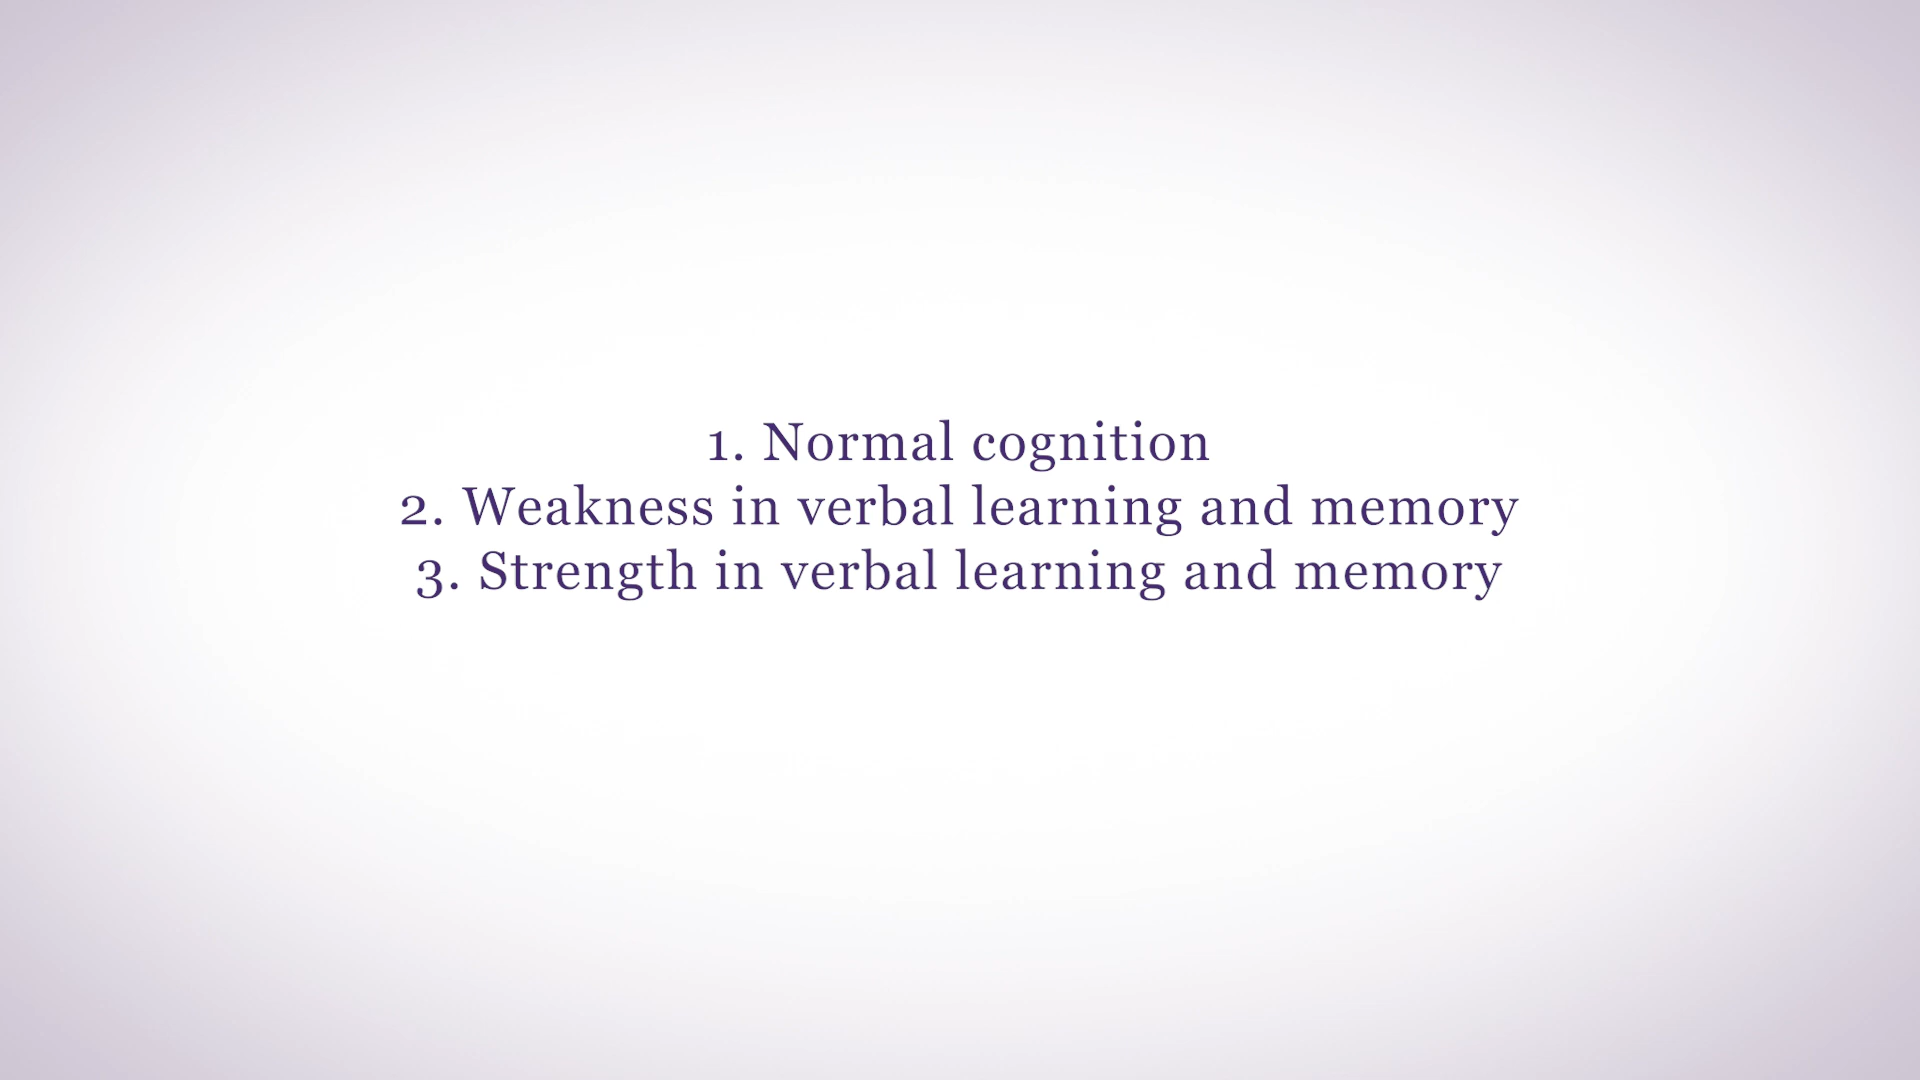 1. Normal cognition
2. Weakness in verbal learning and memory
3. Strength in verbal learning and memory